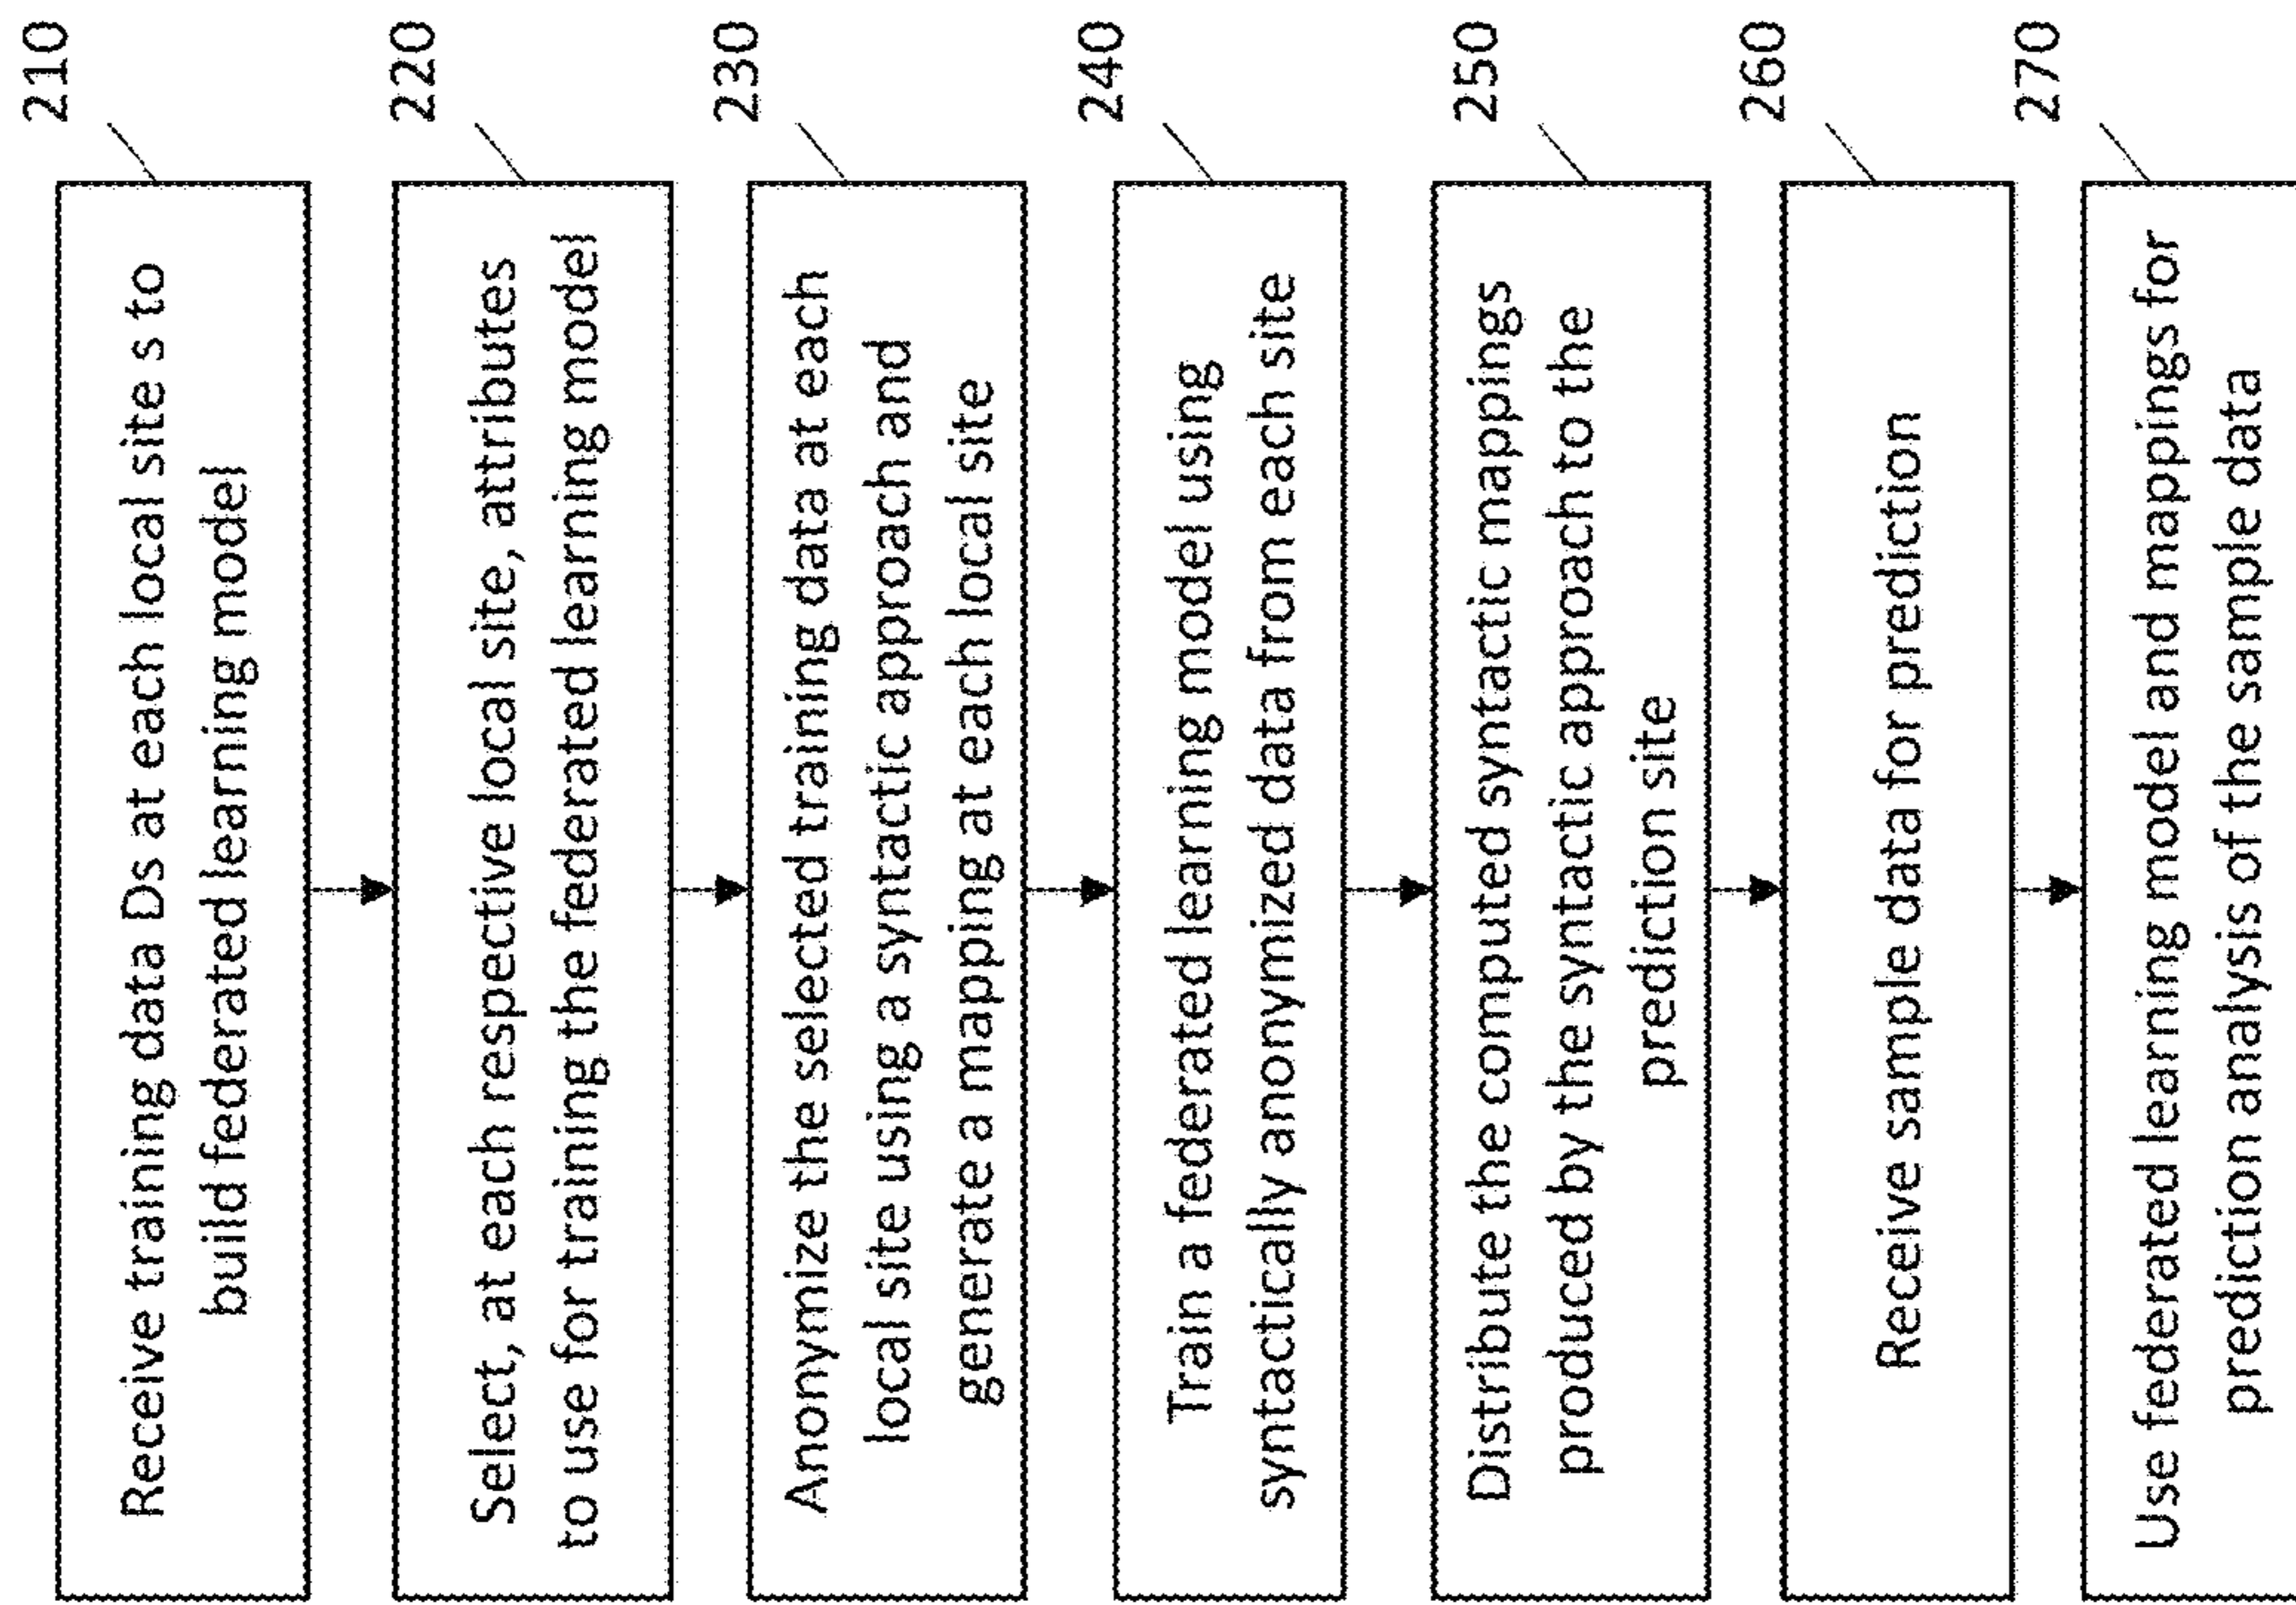 210
Receive training data Ds at each local site s to
build federated learning model
220
Select, at each respective local site, attributes
to use for training the federated learning model
230
Anonymize the selected training data at each
local site using a syntactic approach and
generate a mapping at each local site
240
Train a federated learning model using
syntactically anonymized data from each site
250
Distribute the computed syntactic mappings
produced by the syntactic approach to the
prediction site
260
Receive sample data for prediction
270
Use federated learning model and mappings for
prediction analysis of the sample data